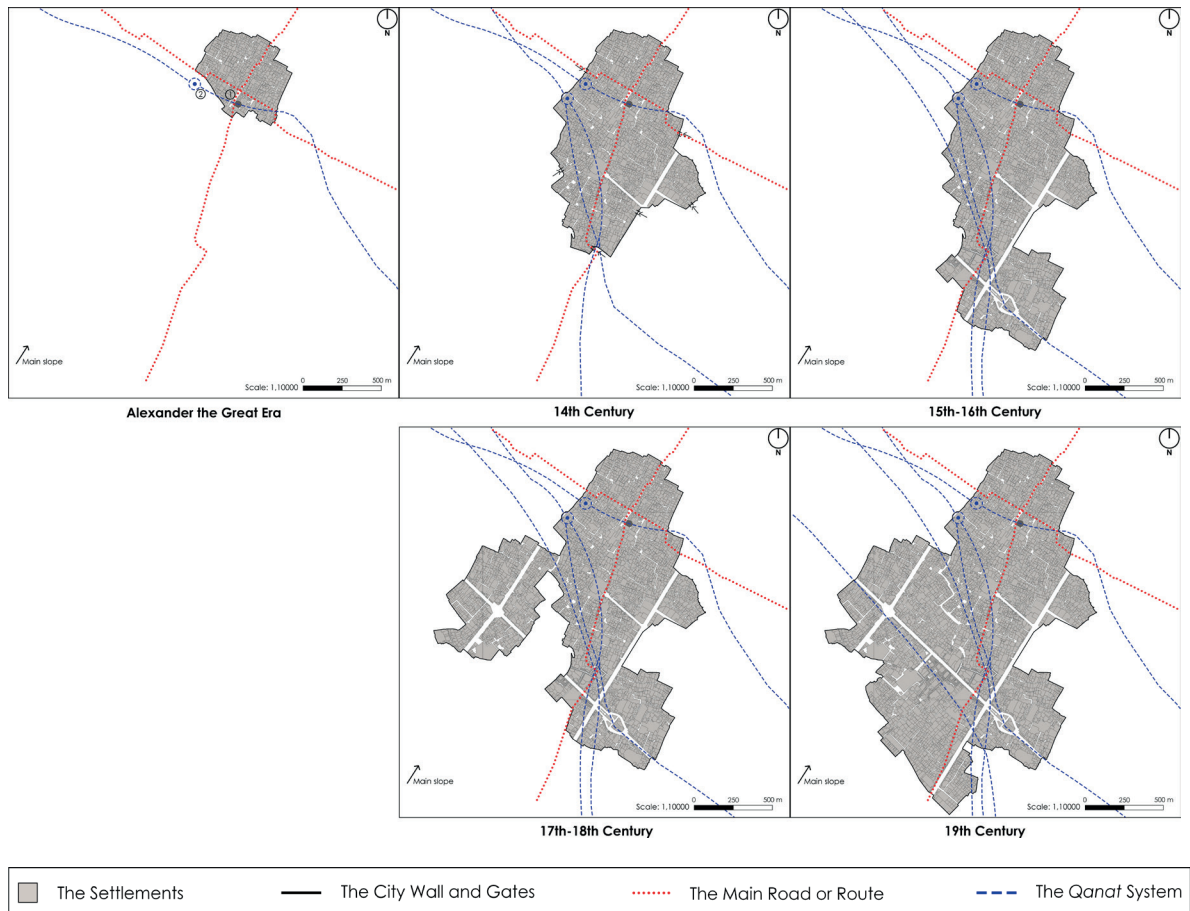 N
N
N
2
1
Main slope
0 250 500 m
Scale: 1,10000
Main slope
0 250 500 m
Scale: 1,10000
Main slope
0 250 500 m
Scale: 1,10000
Alexander the Great Era
14th Century
15th-16th Century
N
N
Main slope
0 250 500 m
Scale: 1,10000
Main slope
0 250 500 m
Scale: 1,10000
17th-18th Century
19th Century
The Settlements
The City Wall and Gates
The Main Road or Route
The Qanat System